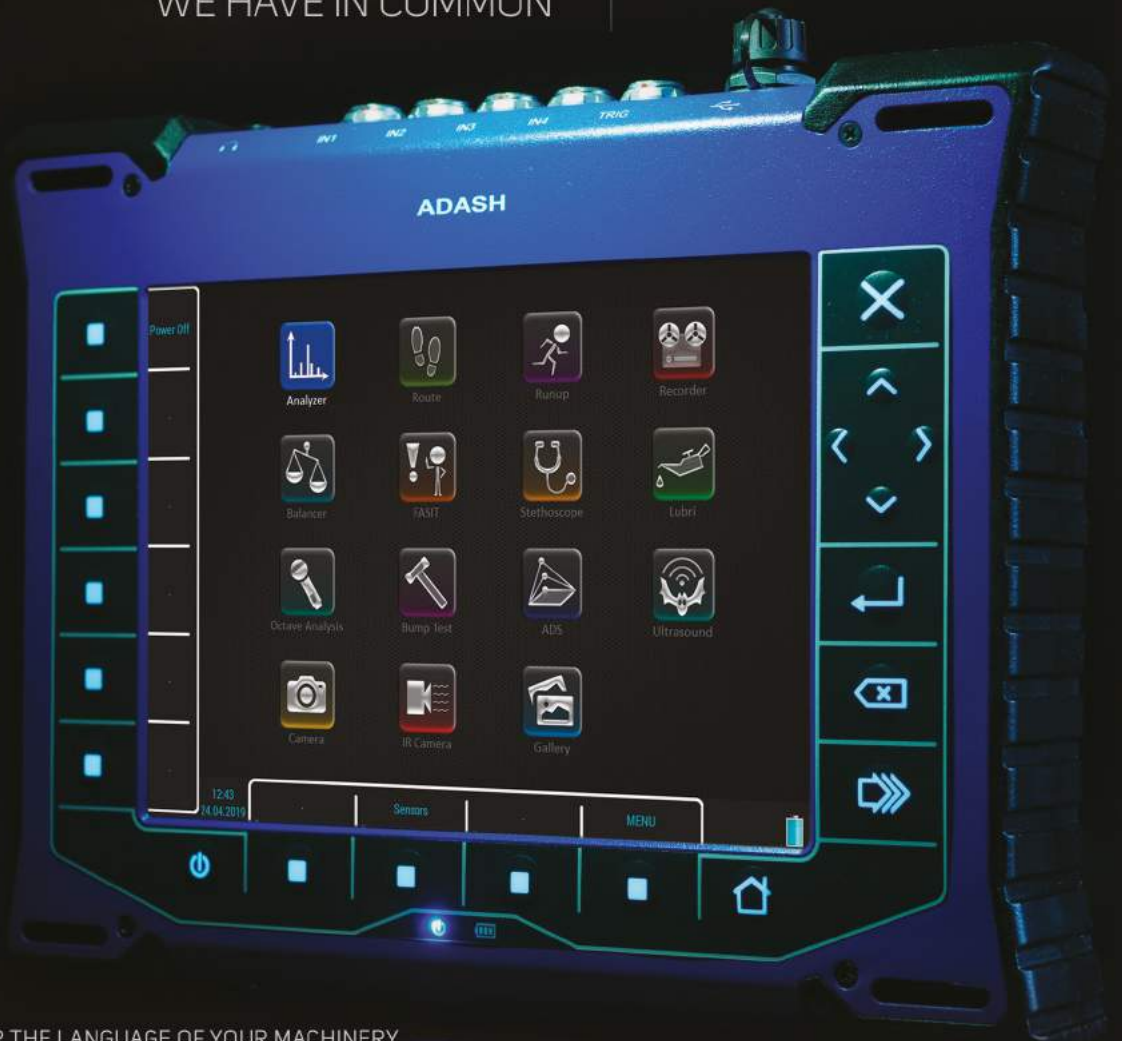 WE HAVE IN COMMON
IN1 IN2 IN3 IN4 TRIG
ADASH
Power Off
Analyzer Route Runup Recorder
Balancer FASIT Stethoscope Lubri
Octave Analysis Bump Test ADS Ultrasound
Camera IR Camera Gallery
12:43
24.04.2019
Sensors MENU
THE LANGUAGE OF YOUR MACHINERY